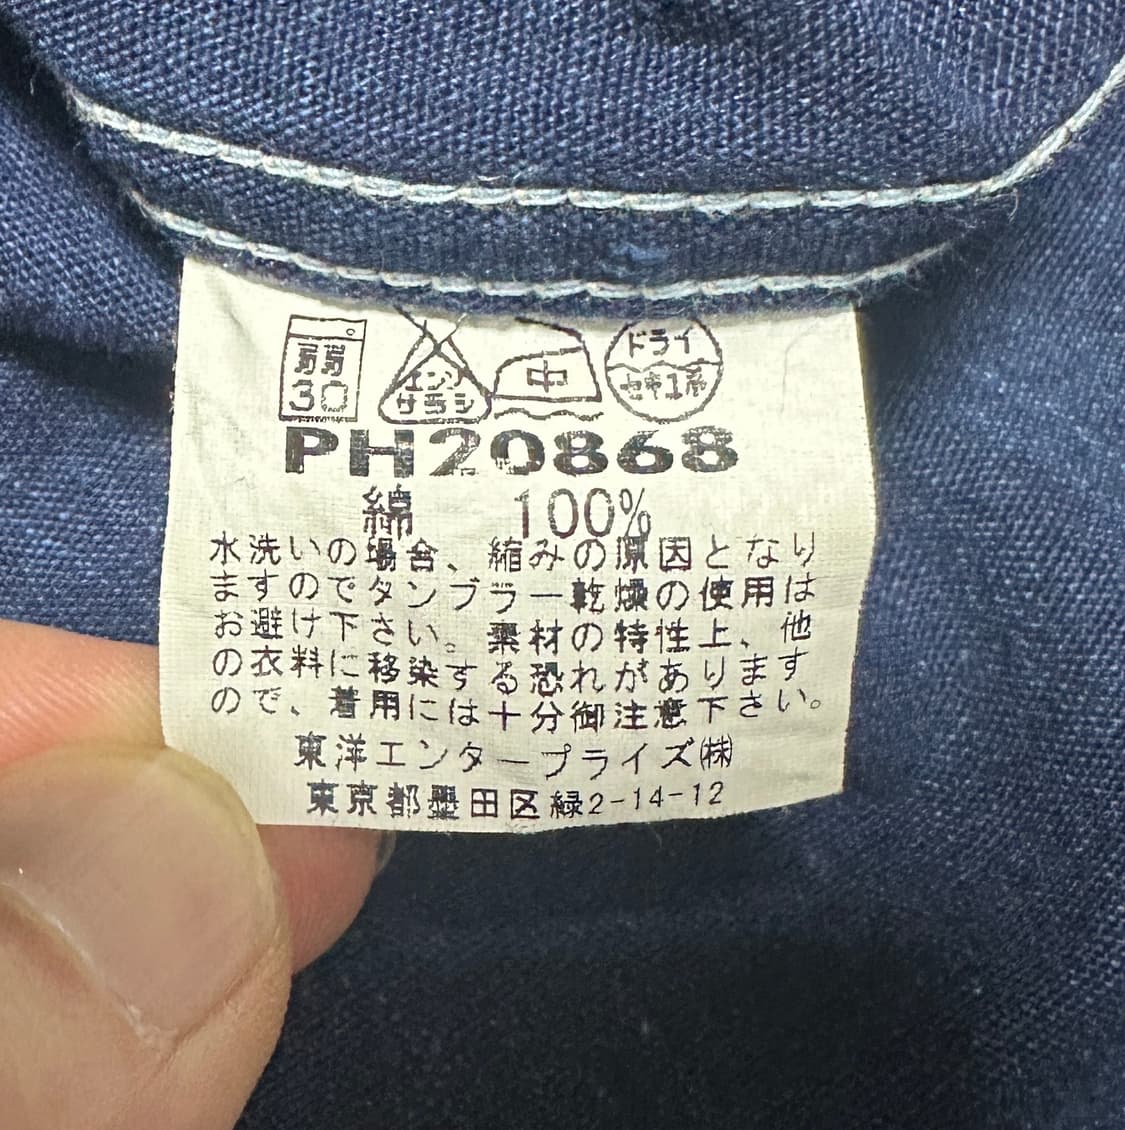 弱
30
エンソ
サラシ
中
ドライ
セキユ系
PH20868
綿 100%
水洗いの場合、縮みの原因となり
ますのでタンブラー乾燥の使用は
お避け下さい。素材の特性上、他
の衣料に移染する恐れがあります
ので、着用には十分御注意下さい。
東洋エンタープライズ㈱
東京都墨田区緑2-14-12